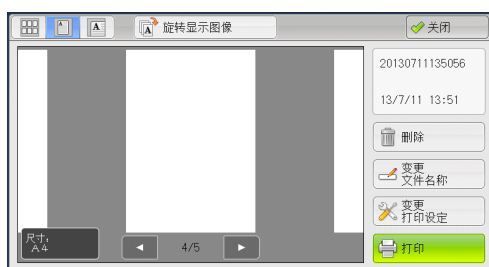 A 旋转显示图像 关闭
20130711135056
13/7/11 13:51
删除
变更
文件名称
变更
打印设定
尺寸:
A4
4/5
打印